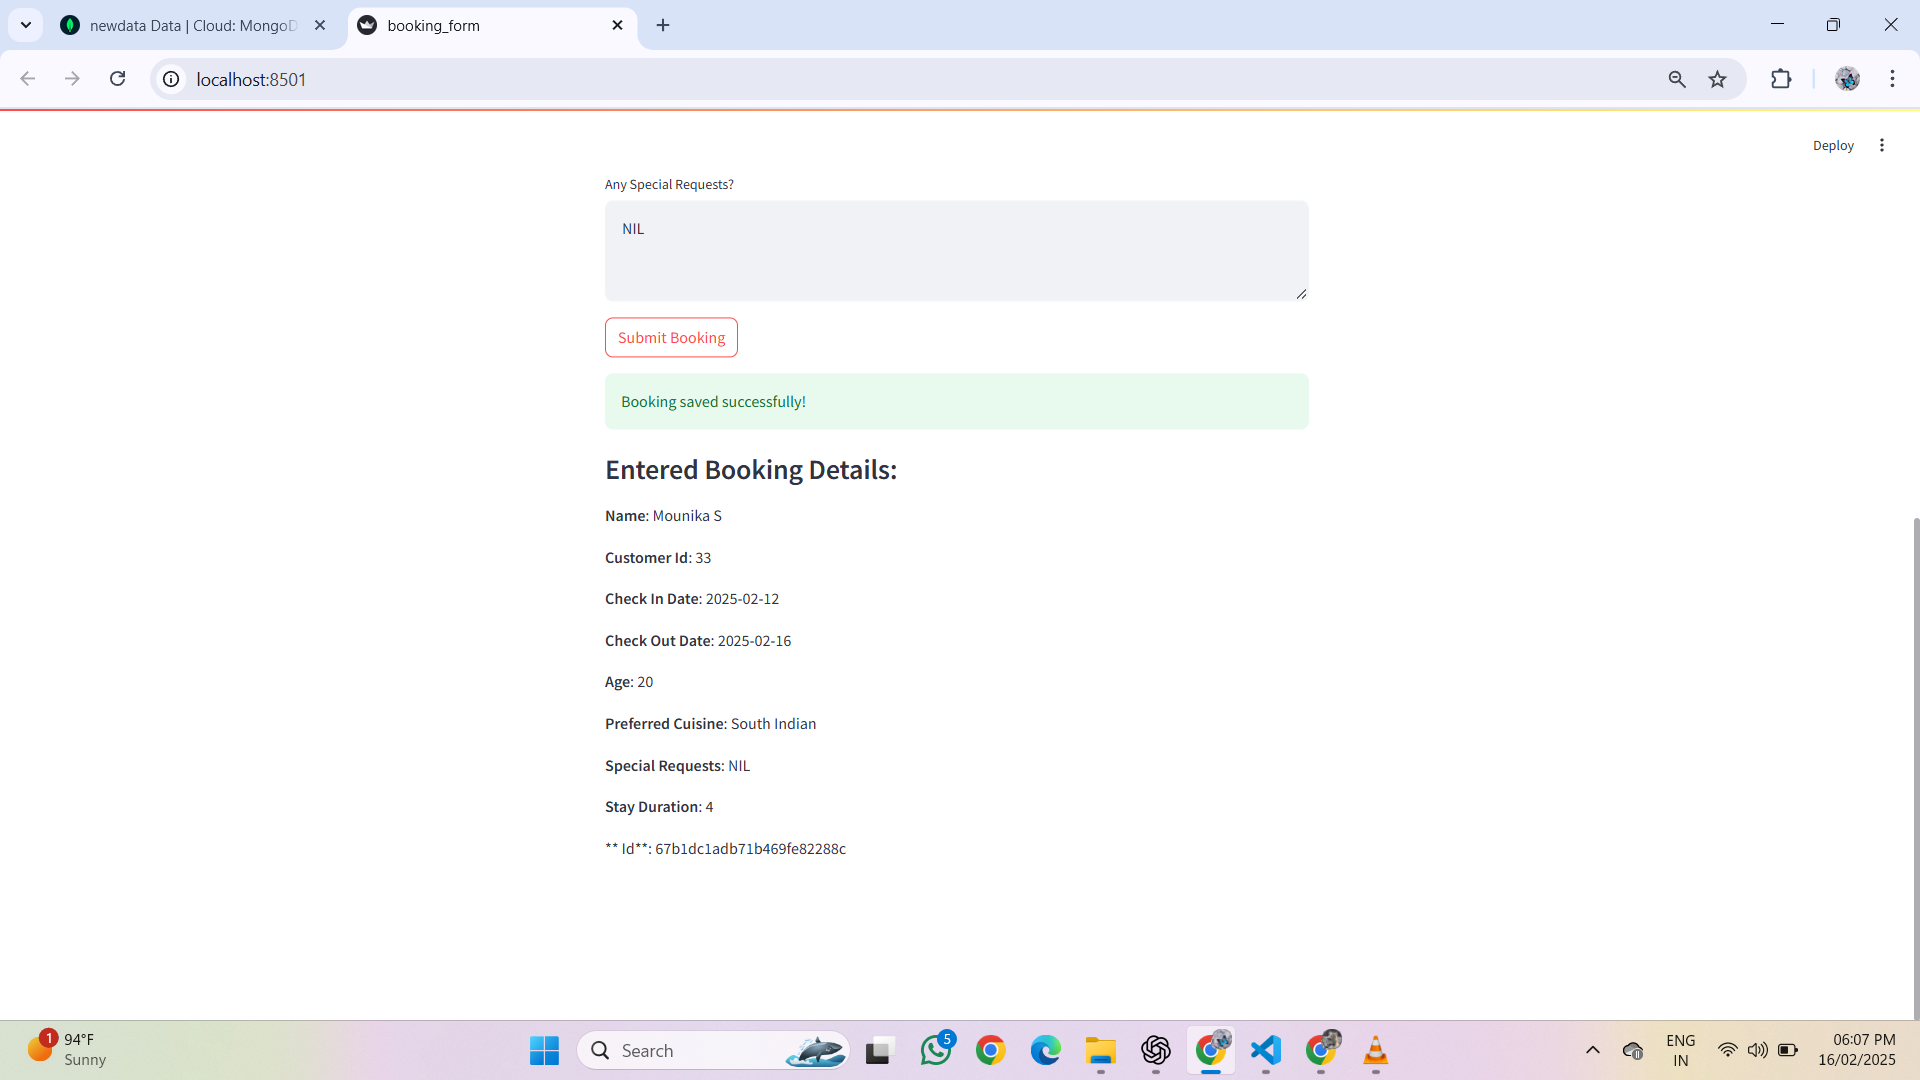 newdata Data | Cloud: MongoD
booking_form
localhost:8501
Deploy
Any Special Requests?
NIL
Submit Booking
Booking saved successfully!
Entered Booking Details:
Name: Mounika S
Customer Id: 33
Check In Date: 2025-02-12
Check Out Date: 2025-02-16
Age: 20
Preferred Cuisine: South Indian
Special Requests: NIL
Stay Duration: 4
** Id**: 67b1dc1adb71b469fe82288c
1
94°F
Sunny
Search
5
ENG
IN
06:07 PM
16/02/2025